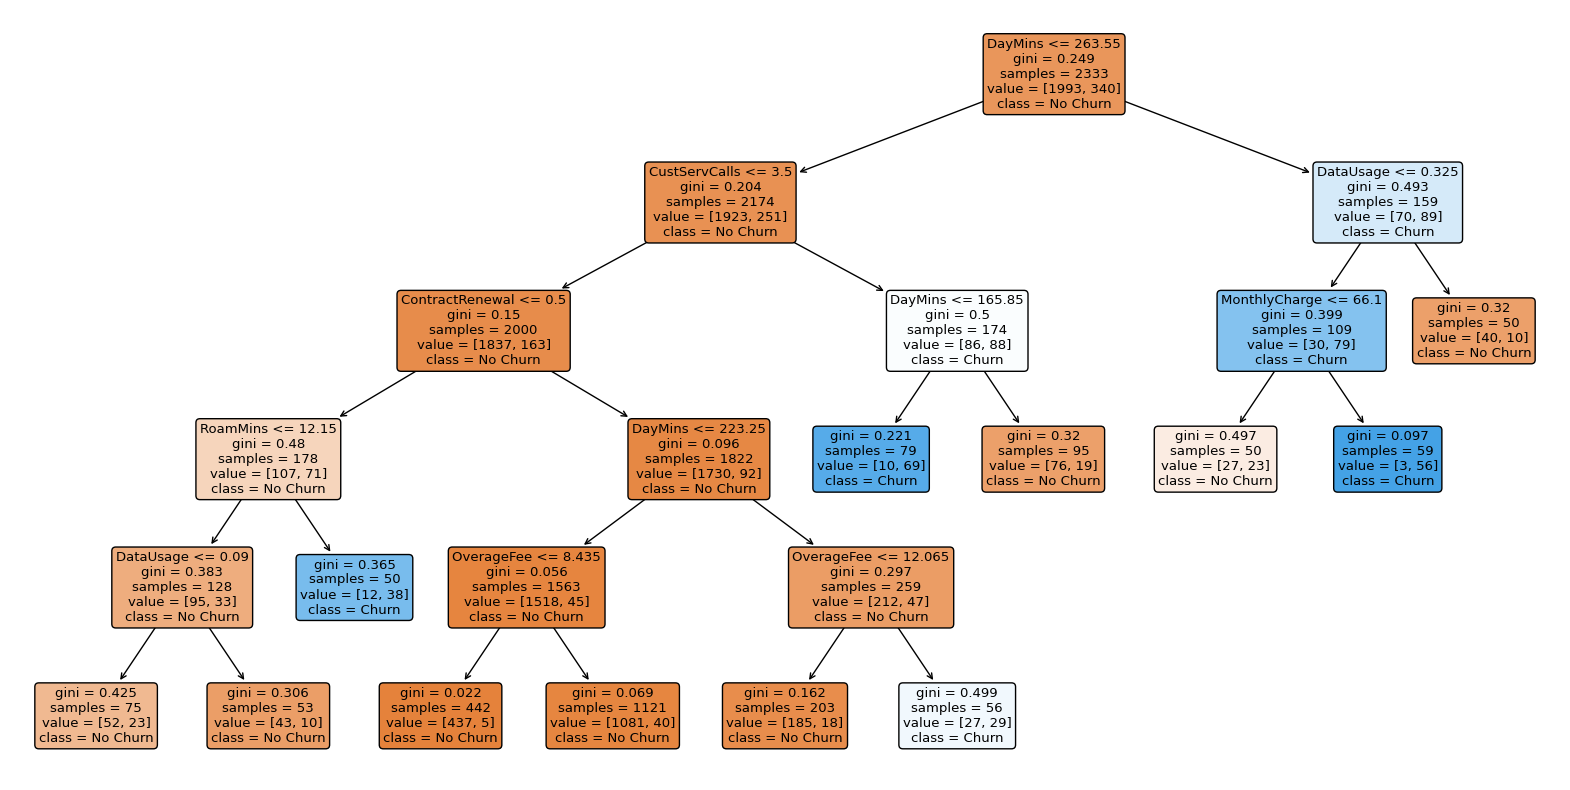 DayMins <= 263.55
gini = 0.249
samples = 2333
value = [1993, 340]
class = No Churn
CustServCalls <= 3.5
gini = 0.204
samples = 2174
value = [1923, 251]
class = No Churn
DataUsage <= 0.325
gini = 0.493
samples = 159
value = [70, 89]
class = Churn
ContractRenewal <= 0.5
gini = 0.15
samples = 2000
value = [1837, 163]
class = No Churn
DayMins <= 165.85
gini = 0.5
samples = 174
value = [86, 88]
class = Churn
MonthlyCharge <= 66.1
gini = 0.399
samples = 109
value = [30, 79]
class = Churn
gini = 0.32
samples = 50
value = [40, 10]
class = No Churn
RoamMins <= 12.15
gini = 0.48
samples = 178
value = [107, 71]
class = No Churn
DayMins <= 223.25
gini = 0.096
samples = 1822
value = [1730, 92]
class = No Churn
gini = 0.221
samples = 79
value = [10, 69]
class = Churn
gini = 0.32
samples = 95
value = [76, 19]
class = No Churn
gini = 0.497
samples = 50
value = [27, 23]
class = No Churn
gini = 0.097
samples = 59
value = [3, 56]
class = Churn
DataUsage <= 0.09
gini = 0.383
samples = 128
value = [95, 33]
class = No Churn
gini = 0.365
samples = 50
value = [12, 38]
class = Churn
OverageFee <= 8.435
gini = 0.056
samples = 1563
value = [1518, 45]
class = No Churn
OverageFee <= 12.065
gini = 0.297
samples = 259
value = [212, 47]
class = No Churn
gini = 0.425
samples = 75
value = [52, 23]
class = No Churn
gini = 0.306
samples = 53
value = [43, 10]
class = No Churn
gini = 0.022
samples = 442
value = [437, 5]
class = No Churn
gini = 0.069
samples = 1121
value = [1081, 40]
class = No Churn
gini = 0.162
samples = 203
value = [185, 18]
class = No Churn
gini = 0.499
samples = 56
value = [27, 29]
class = Churn